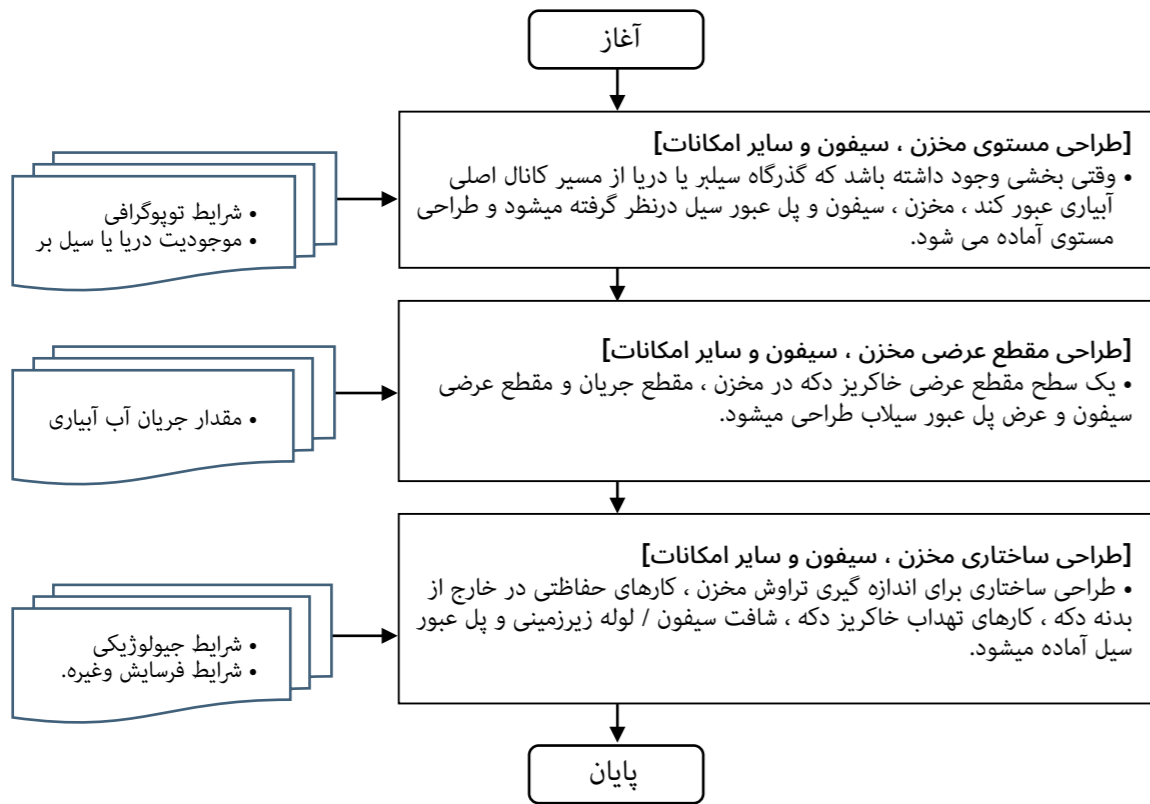 آغاز
[طراحی مستوی مخزن ، سیفون و سایر امکانات]
• وقتی بخشی وجود داشته باشد که گذرگاه سیلبر یا دریا از مسیر کانال اصلی
آبیاری عبور کند ، مخزن ، سیفون و پل عبور سیل درنظر گرفته میشود و طراحی
مستوی آماده می شود.
• شرایط توپوگرافی
• موجودیت دریا یا سیل بر
[طراحی مقطع عرضی مخزن ، سیفون و سایر امکانات]
• یک سطح مقطع عرضی خاکریز دکه در مخزن ، مقطع جریان و مقطع عرضی
سیفون و عرض پل عبور سیلاب طراحی میشود.
• مقدار جریان آب آبیاری
[طراحی ساختاری مخزن ، سیفون و سایر امکانات]
• طراحی ساختاری برای اندازه گیری تراوش مخزن ، کارهای حفاظتی در خارج از
بدنه دکه ، کارهای تهداب خاکریز دکه ، شافت سیفون / لوله زیرزمینی و پل عبور
سیل آماده میشود.
• شرایط جیولوژیکی
• شرایط فرسایش وغیره.
پایان